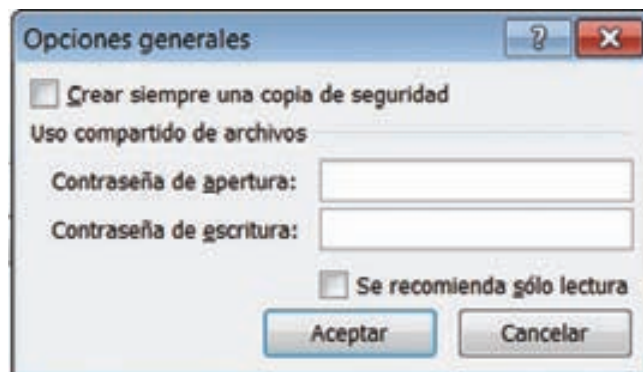 Opciones generales
Crear siempre una copia de seguridad
Uso compartido de archivos
Contraseña de apertura:
Contraseña de escritura:
Se recomienda sólo lectura
Aceptar Cancelar